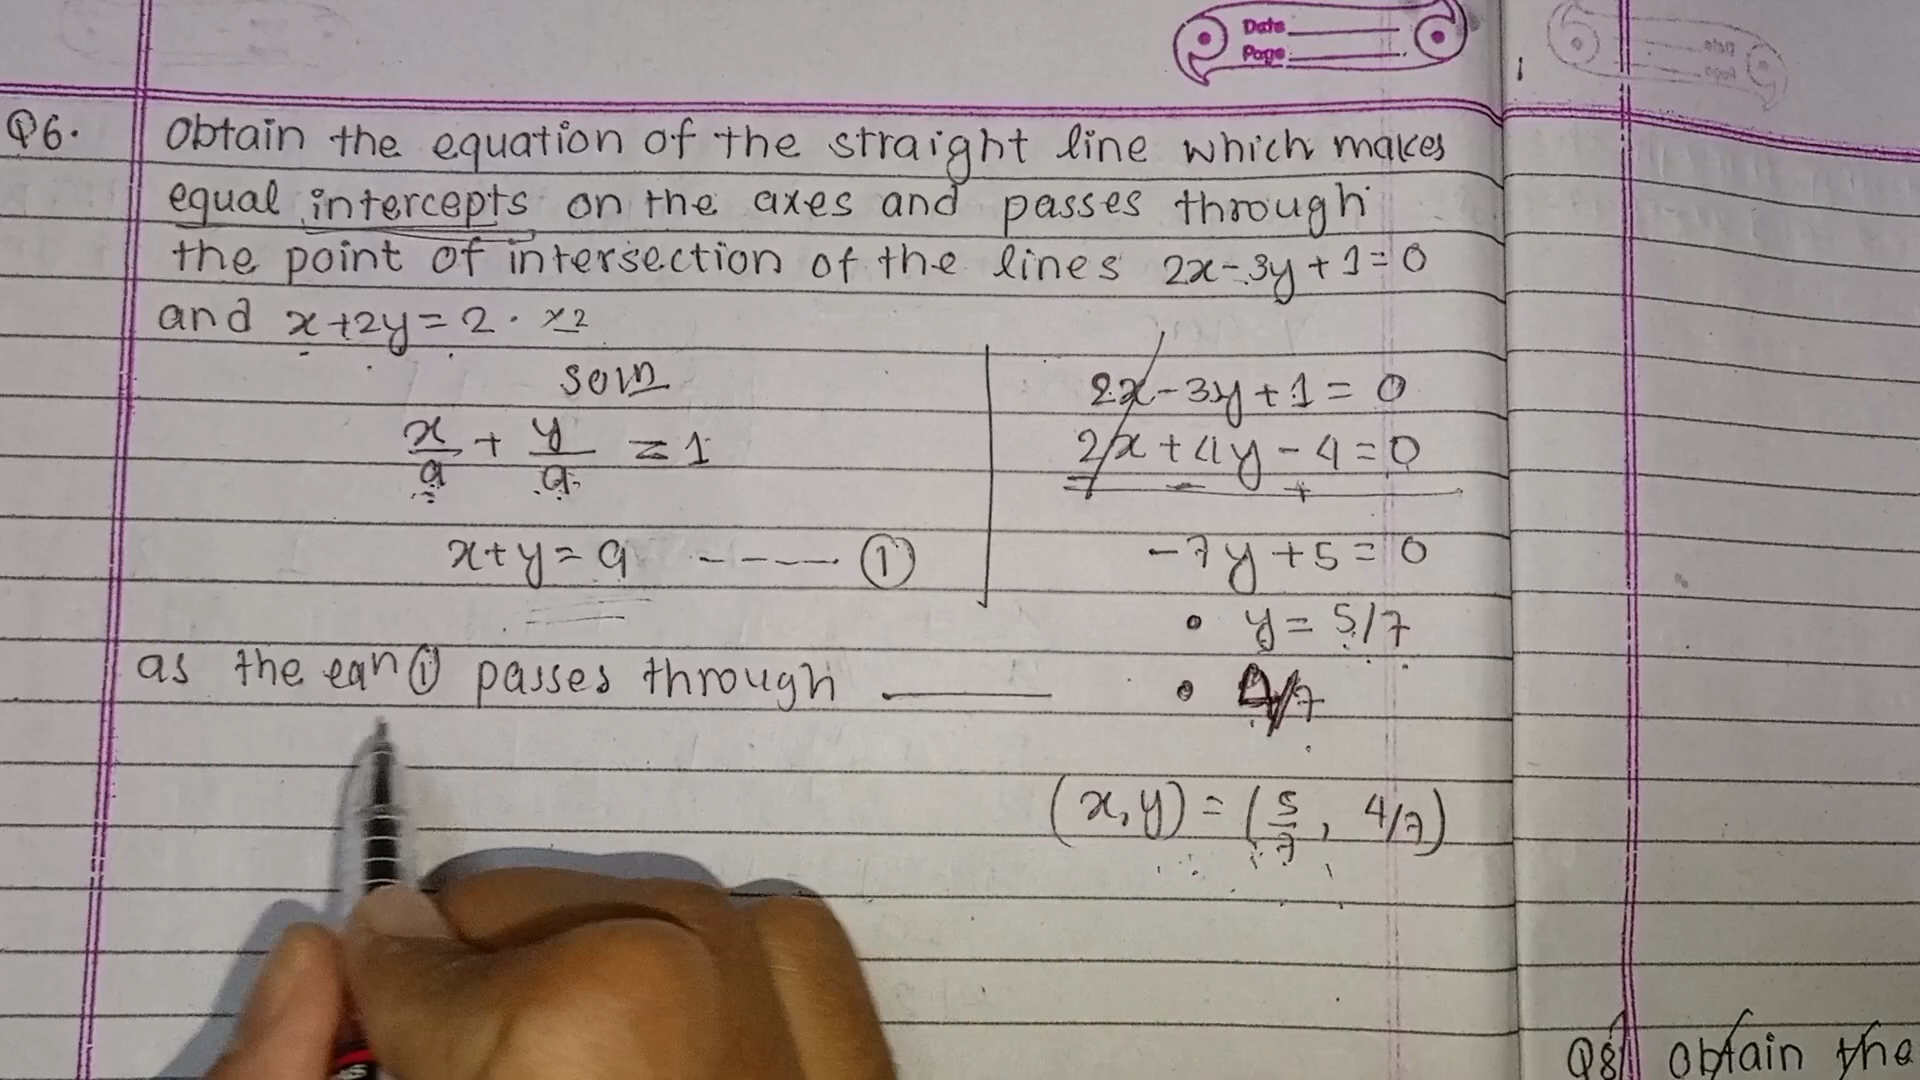 Date
Page
Q6. Obtain the equation of the straight line which makes
equal intercepts on the axes and passes through
the point of intersection of the lines 2x-3y+1=0
and x+2y=2. ×2
soln
x/a + y/a = 1
x+y=a ----- ①
2x-3y+1=0
2x+4y-4=0
- - +
-7y+5=0
• y=5/7
• 4/7
as the eqn ① passes through
(x,y) = (5/7, 4/7)
Q8 Obtain the